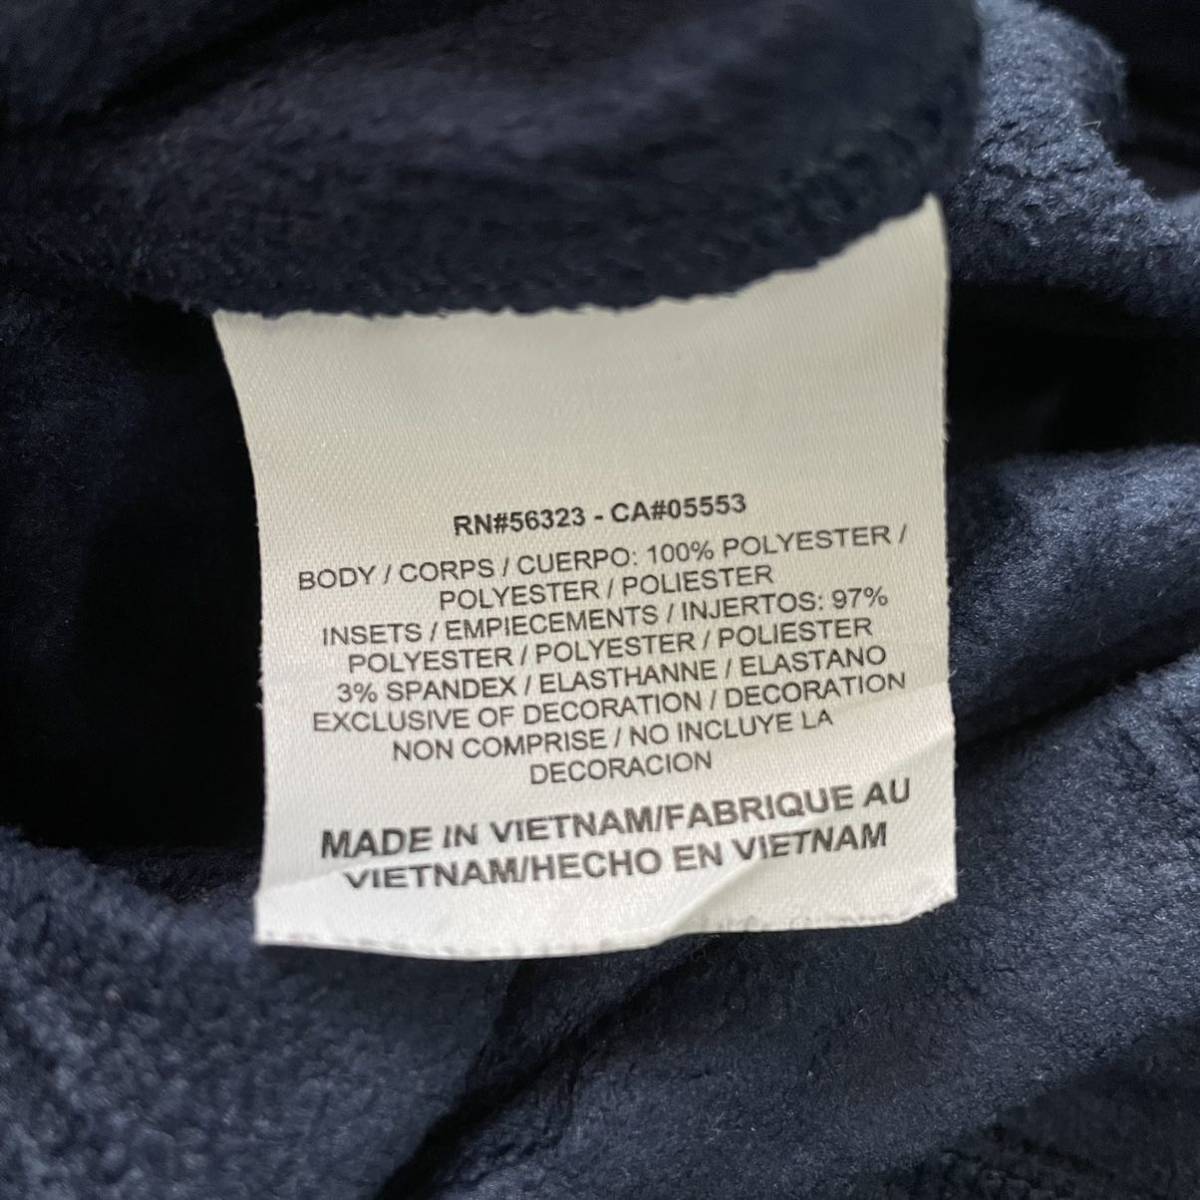 RN#56323 - CA#05553
BODY / CORPS / CUERPO: 100% POLYESTER /
POLYESTER / POLIESTER
INSETS / EMPIECEMENTS / INJERTOS: 97%
POLYESTER / POLYESTER / POLIESTER
3% SPANDEX / ELASTHANNE / ELASTANO
EXCLUSIVE OF DECORATION / DECORATION
NON COMPRISE / NO INCLUYE LA
DECORACION
MADE IN VIETNAM/FABRIQUE AU
VIETNAM/HECHO EN VIETNAM